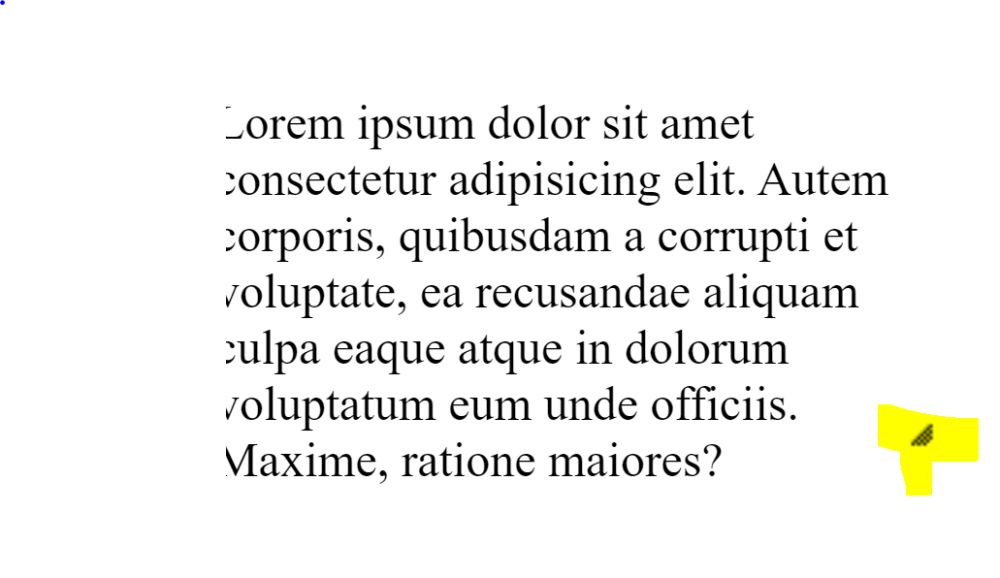 Lorem ipsum dolor sit amet
consectetur adipisicing elit. Autem
corporis, quibusdam a corrupti et
voluptate, ea recusandae aliquam
culpa eaque atque in dolorum
voluptatum eum unde officiis.
Maxime, ratione maiores?